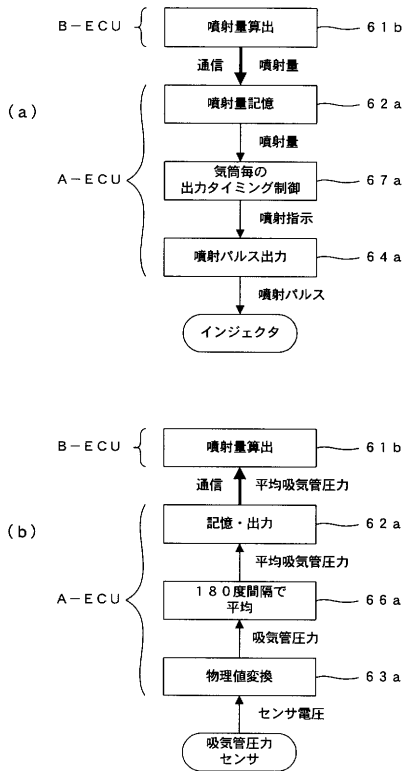 B－ECU
噴射量算出
61b
通信
噴射量
(a)
噴射量記憶
62a
噴射量
A－ECU
気筒毎の
出力タイミング制御
67a
噴射指示
噴射パルス出力
64a
噴射パルス
インジェクタ
B－ECU
噴射量算出
61b
通信
平均吸気管圧力
(b)
記憶・出力
62a
平均吸気管圧力
A－ECU
180度間隔で
平均
66a
吸気管圧力
物理値変換
63a
センサ電圧
吸気管圧力
センサ